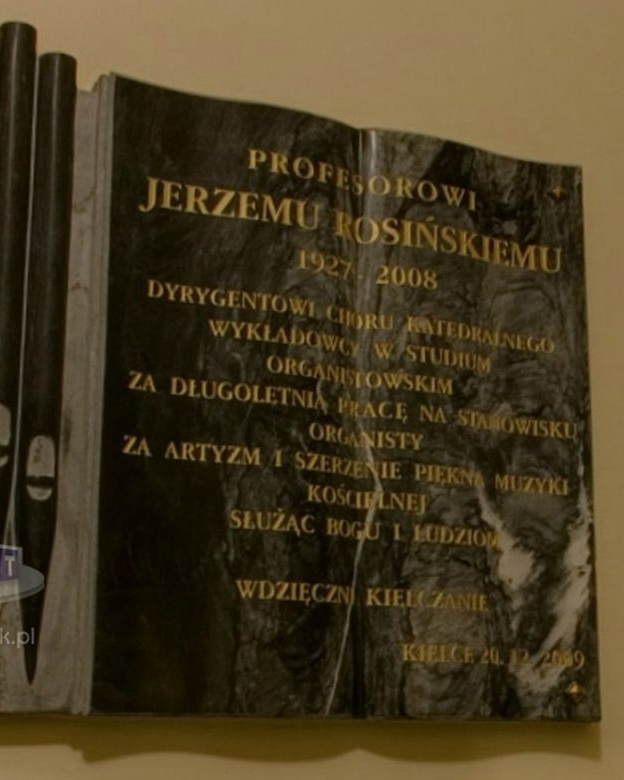 PROFESOROWI
JERZEMU ROSIŃSKIEMU
1927 - 2008
DYRYGENTOWI CHÓRU KATEDRALNEGO
WYKŁADOWCY W STUDIUM
ORGANISTOWSKIM
ZA DŁUGOLETNIĄ PRACĘ NA STANOWISKU
ORGANISTY
ZA ARTYZM I SZERZENIE PIĘKNA MUZYKI
KOŚCIELNEJ
SŁUŻĄC BOGU I LUDZIOM
WDZIĘCZNI KIELCZANIE
KIELCE 20. 12. 2009
T
k.pl